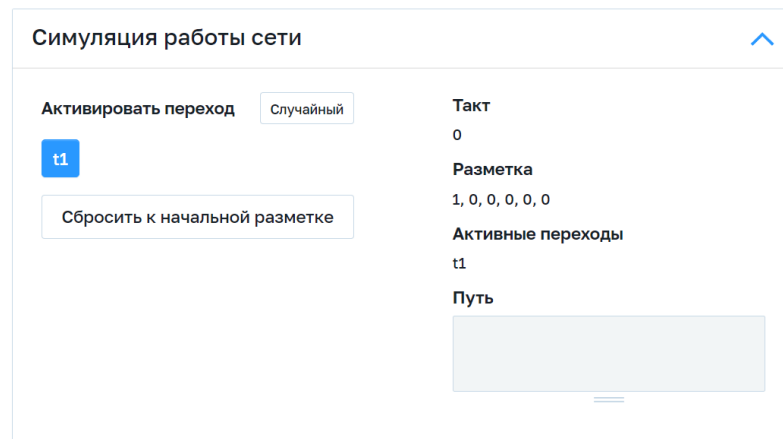 Симуляция работы сети
Активировать переход
Случайный
t1
Сбросить к начальной разметке
Такт
0
Разметка
1, 0, 0, 0, 0, 0
Активные переходы
t1
Путь